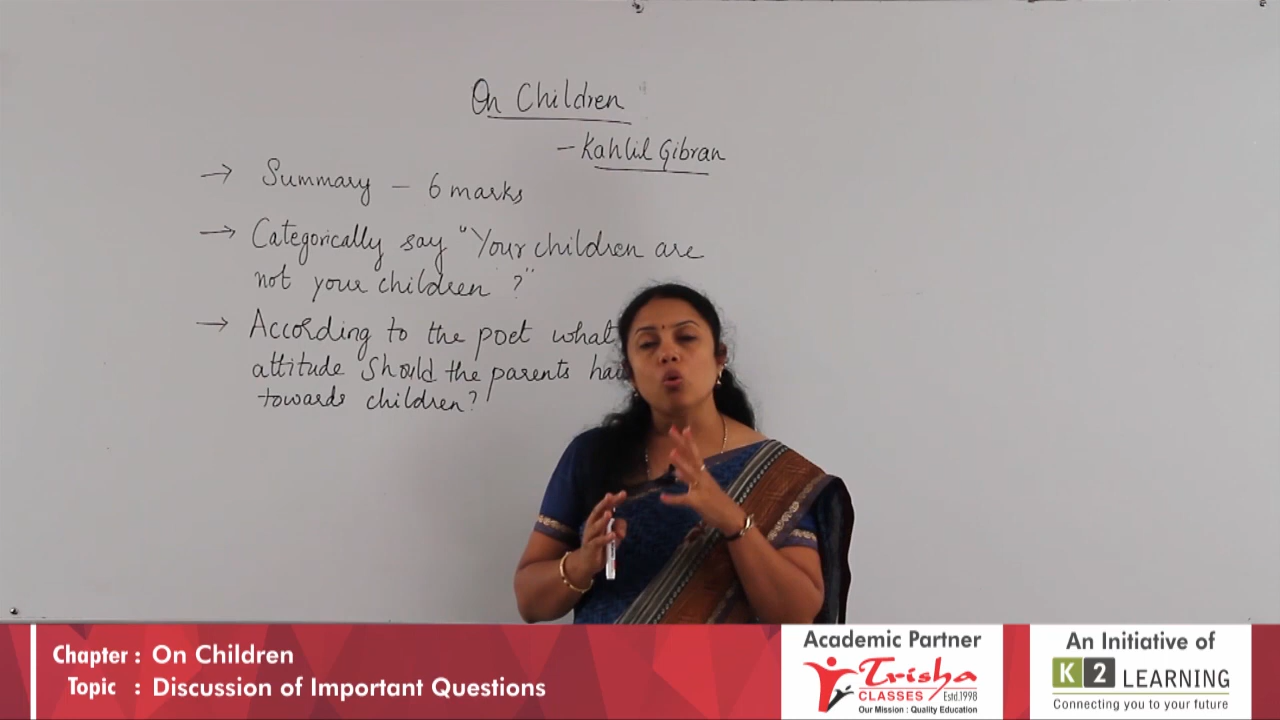 On Children
– Kahlil Gibran
→ Summary – 6 marks
→ Categorically say "Your children are
not your children ?"
→ According to the poet what
attitude should the parents
towards children?
Chapter : On Children
Topic : Discussion of Important Questions
Academic Partner
Trisha
CLASSES Estd.1998
Our Mission : Quality Education
An Initiative of
K2 LEARNING
Connecting you to your future